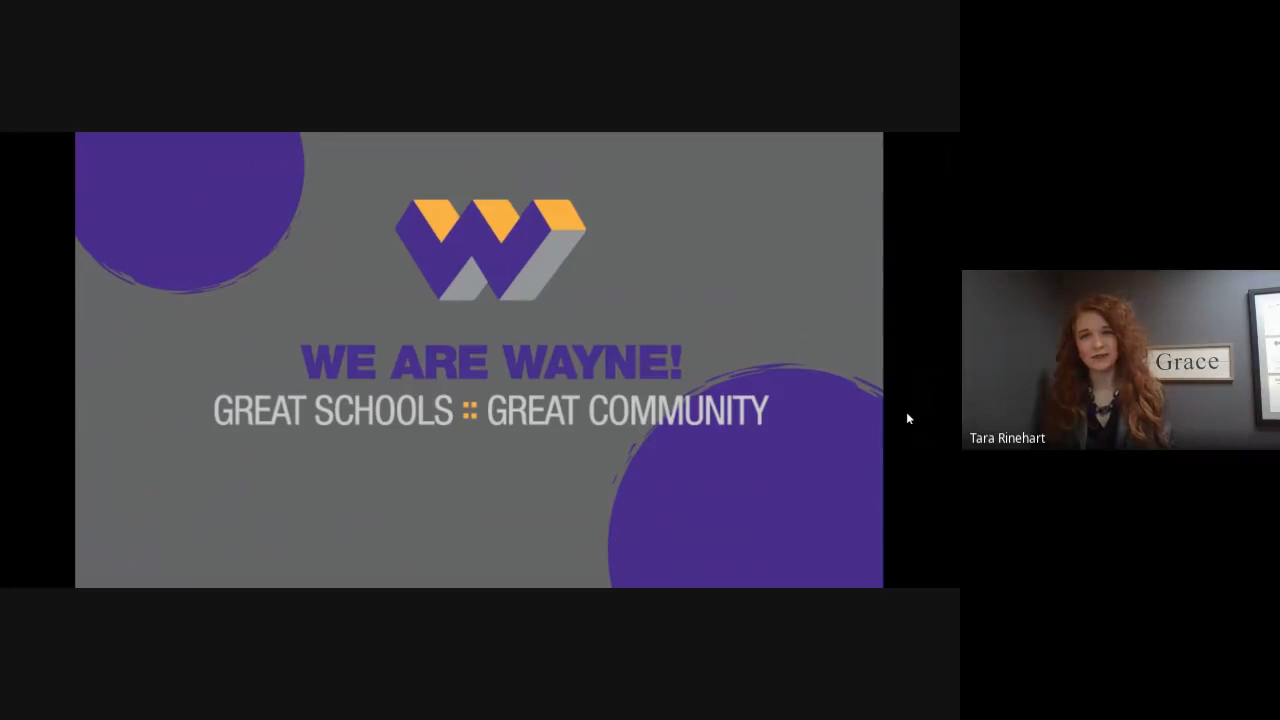 WE ARE WAYNE!
GREAT SCHOOLS :: GREAT COMMUNITY
Grace
Tara Rinehart